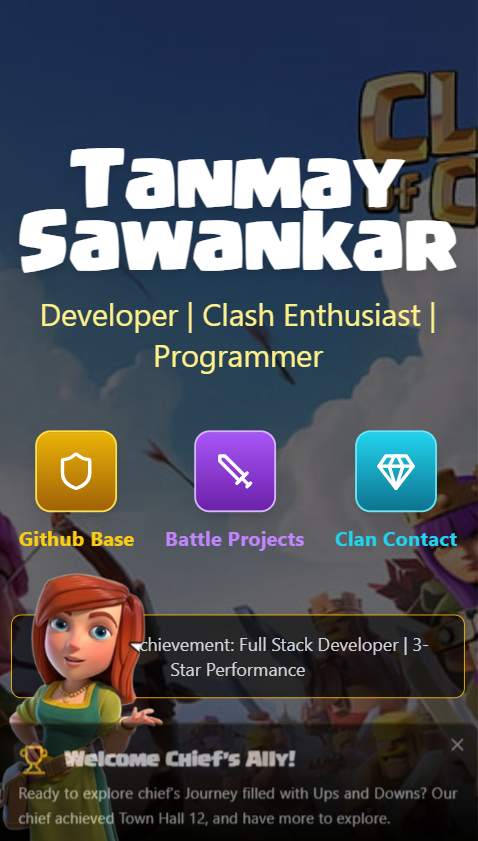 CL
OF C
Tanmay
Sawankar
Developer | Clash Enthusiast |
Programmer
Github Base
Battle Projects
Clan Contact
chievement: Full Stack Developer | 3-
Star Performance
Welcome Chief's Ally!
Ready to explore chief's Journey filled with Ups and Downs? Our
chief achieved Town Hall 12, and have more to explore.